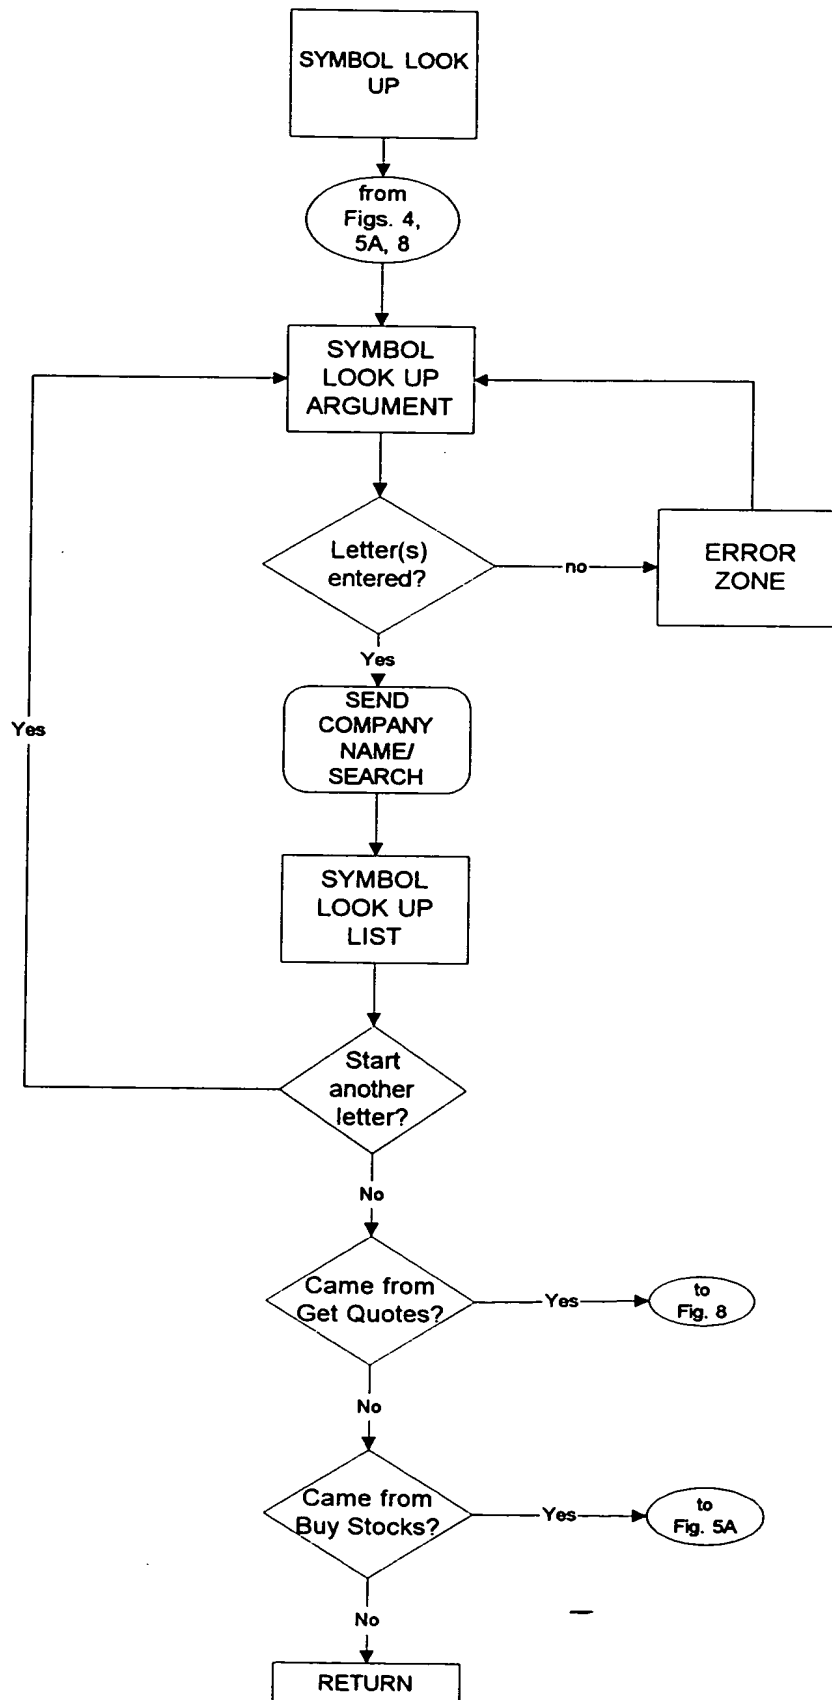 SYMBOL LOOK
UP
from
Figs. 4,
5A, 8
SYMBOL
LOOK UP
ARGUMENT
Letter(s)
entered?
no
ERROR
ZONE
Yes
SEND
COMPANY
NAME/
SEARCH
Yes
SYMBOL
LOOK UP
LIST
Start
another
letter?
No
Came from
Get Quotes?
Yes
to
Fig. 8
No
Came from
Buy Stocks?
Yes
to
Fig. 5A
No
RETURN